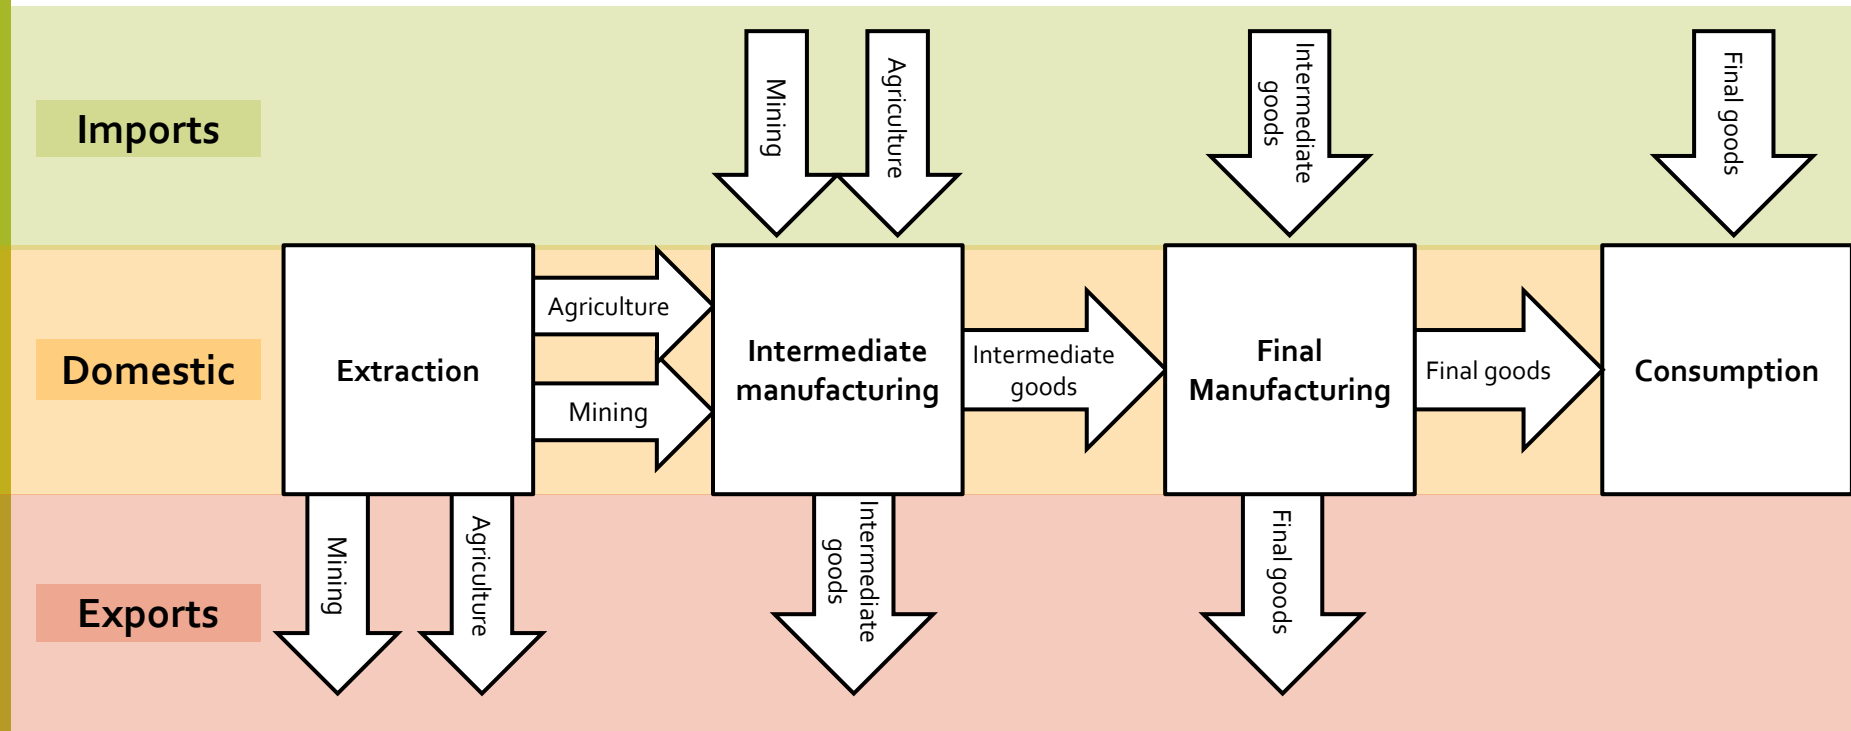 Imports
Mining
Agriculture
Intermediate
goods
Final goods
Domestic
Extraction
Agriculture
Mining
Intermediate
manufacturing
Intermediate
goods
Final
Manufacturing
Final goods
Consumption
Exports
Mining
Agriculture
Intermediate
goods
Final goods